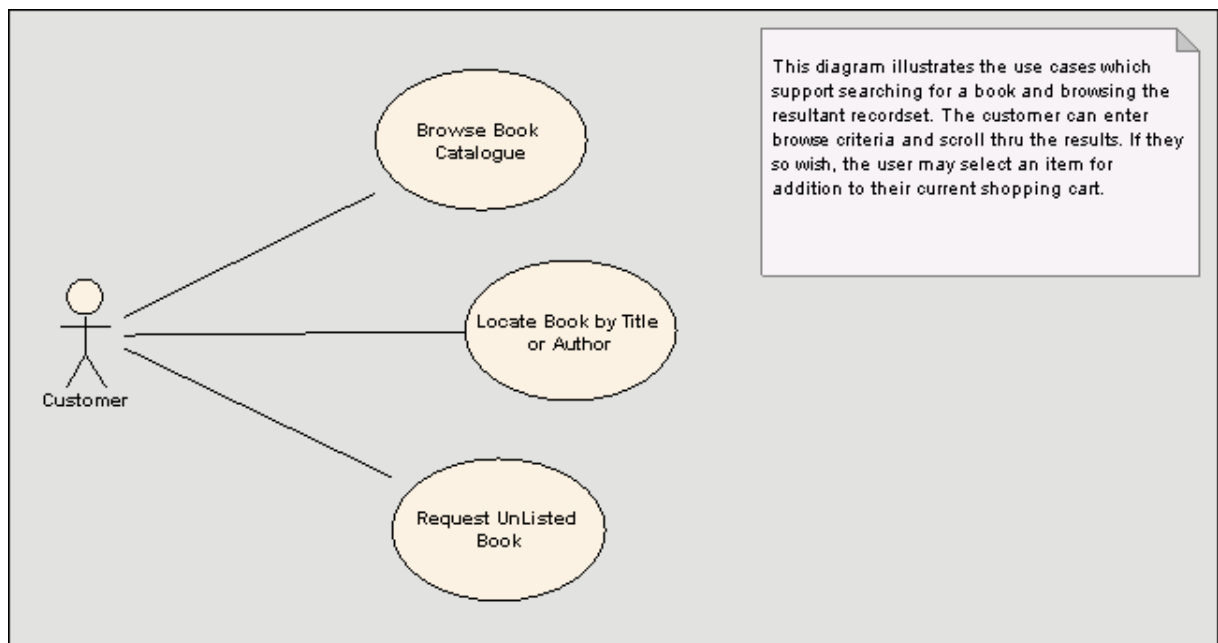 Browse Book
Catalogue
This diagram illustrates the use cases which
support searching for a book and browsing the
resultant recordset. The customer can enter
browse criteria and scroll thru the results. If they
so wish, the user may select an item for
addition to their current shopping cart.
Locate Book by Title
or Author
Customer
Request UnListed
Book